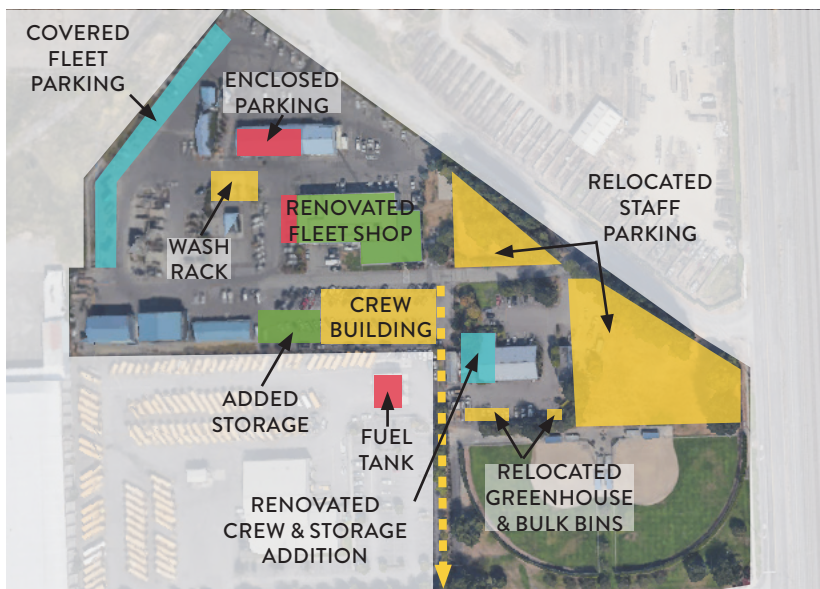 COVERED
FLEET
PARKING
ENCLOSED
PARKING
RELOCATED
STAFF
PARKING
RENOVATED
FLEET SHOP
WASH
RACK
CREW
BUILDING
ADDED
STORAGE
FUEL
TANK
RELOCATED
GREENHOUSE
& BULK BINS
RENOVATED
CREW & STORAGE
ADDITION